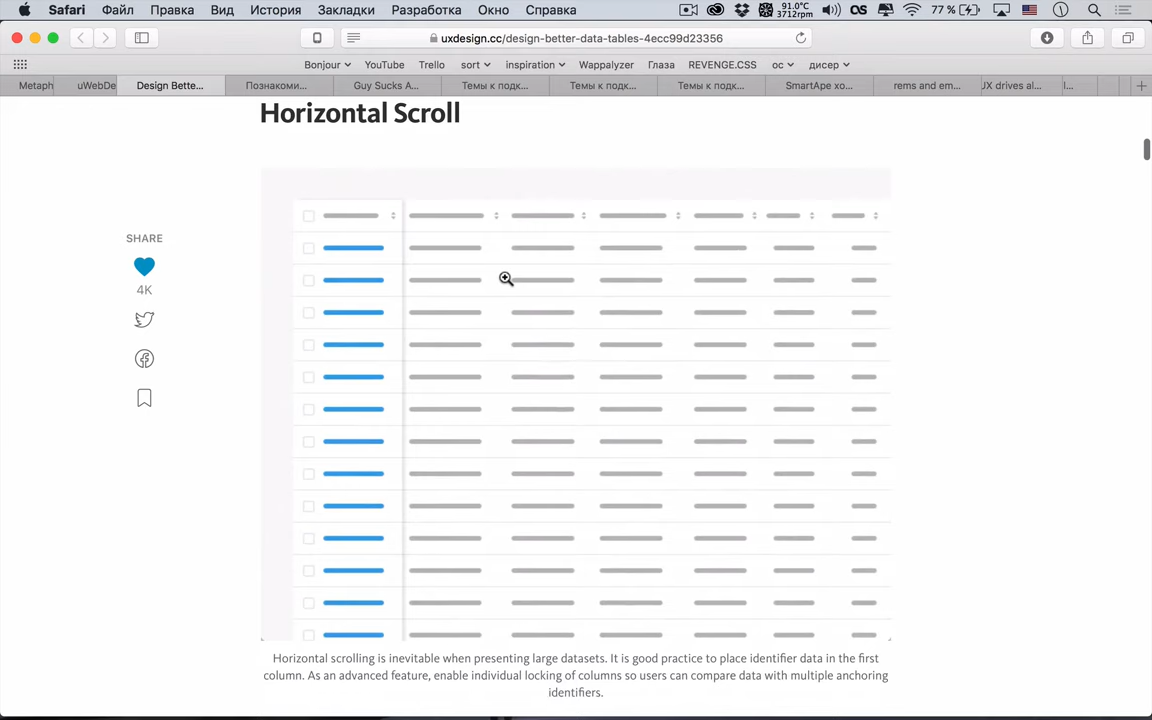 Safari Файл Правка Вид История Закладки Разработка Окно Справка 91.0°C 3712rpm 77 %
uxdesign.cc/design-better-data-tables-4ecc99d23356
Bonjour YouTube Trello sort inspiration Wappalyzer Глаза REVENGE.CSS ос дисер
Metaph uWebDe Design Bette... Познакоми... Guy Sucks A... Темы к подк... Темы к подк... Темы к подк... SmartApe хо... rems and em... UX drives al... I...
Horizontal Scroll
SHARE
4K
Horizontal scrolling is inevitable when presenting large datasets. It is good practice to place identifier data in the first
column. As an advanced feature, enable individual locking of columns so users can compare data with multiple anchoring
identifiers.